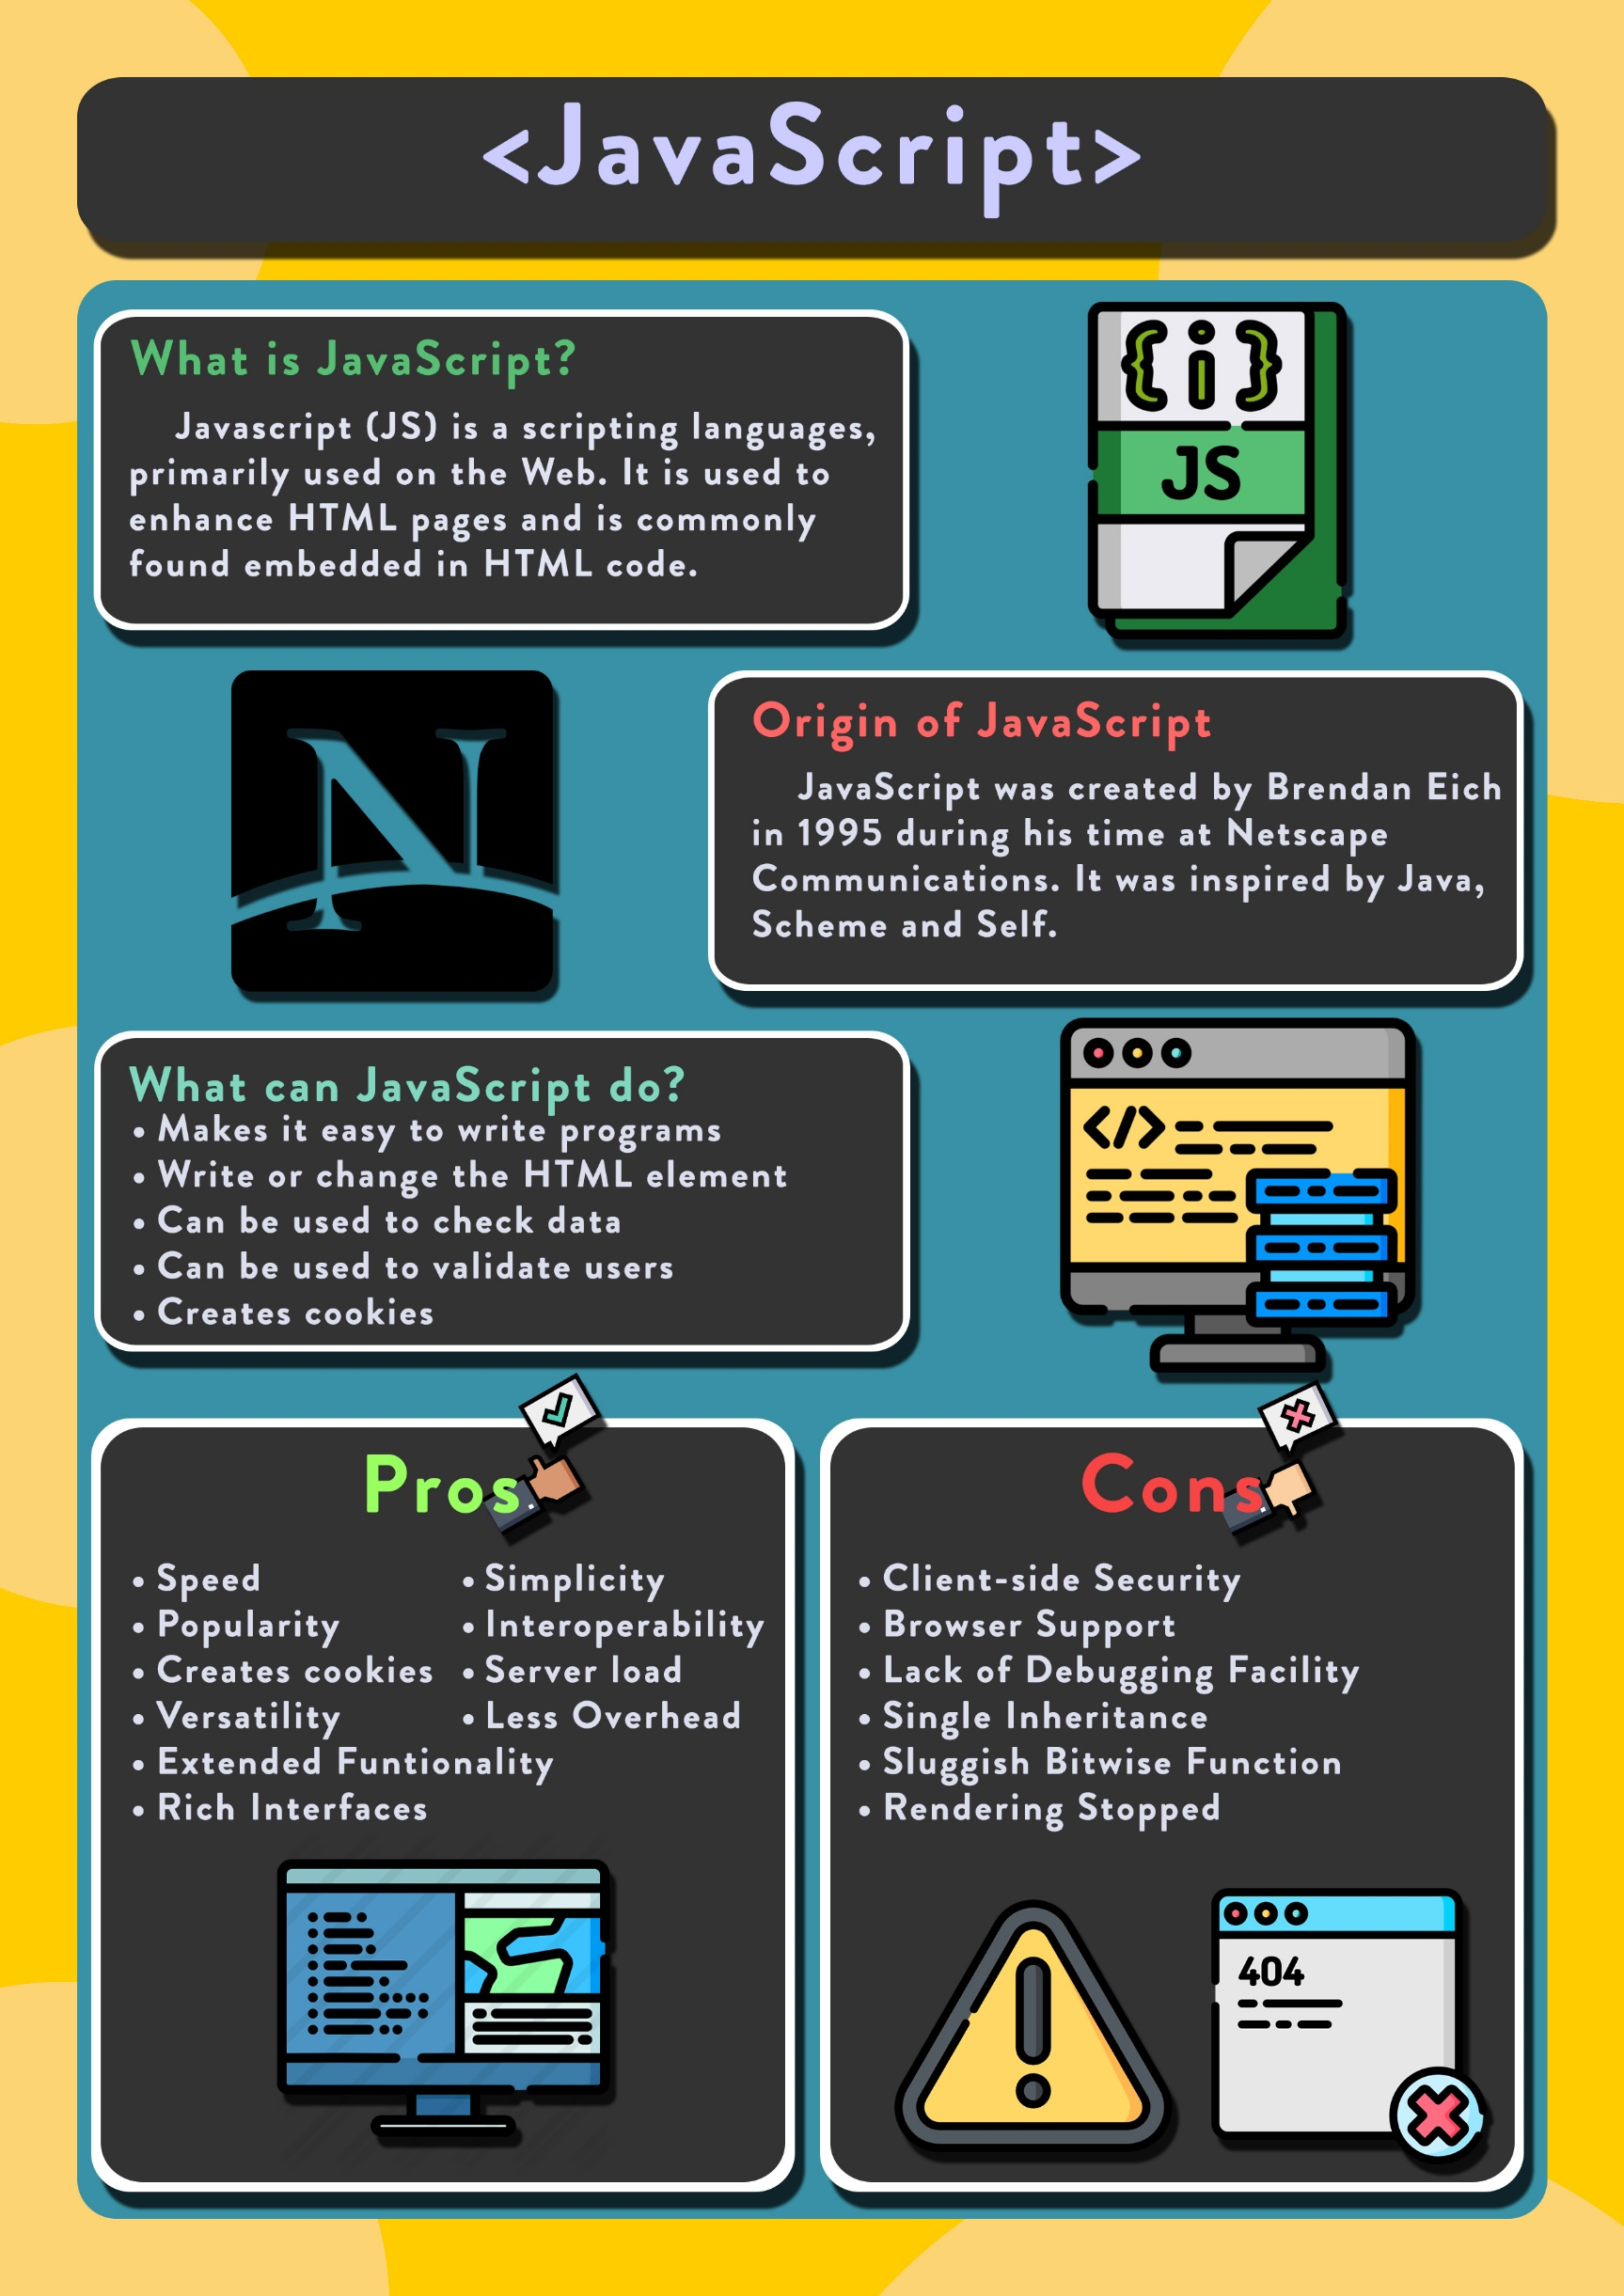 <JavaScript>
What is JavaScript?
Javascript (JS) is a scripting languages,
primarily used on the Web. It is used to
enhance HTML pages and is commonly
found embedded in HTML code.
{i}
JS
N
Origin of JavaScript
JavaScript was created by Brendan Eich
in 1995 during his time at Netscape
Communications. It was inspired by Java,
Scheme and Self.
What can JavaScript do?
• Makes it easy to write programs
• Write or change the HTML element
• Can be used to check data
• Can be used to validate users
• Creates cookies
</>
Pros
• Speed
• Popularity
• Creates cookies
• Versatility
• Extended Funtionality
• Rich Interfaces
• Simplicity
• Interoperability
• Server load
• Less Overhead
Cons
• Client-side Security
• Browser Support
• Lack of Debugging Facility
• Single Inheritance
• Sluggish Bitwise Function
• Rendering Stopped
404